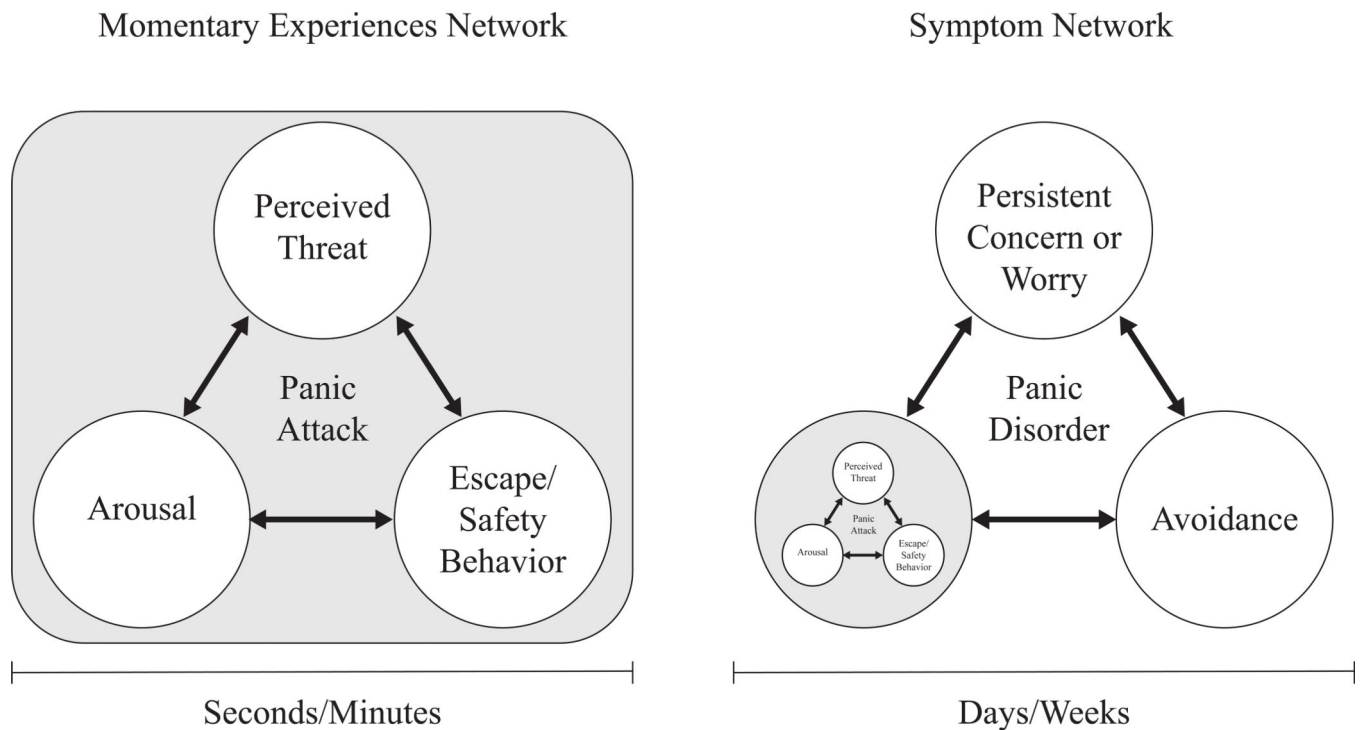 Momentary Experiences Network
Perceived
Threat
Panic
Attack
Arousal
Escape/
Safety
Behavior
Seconds/Minutes
Symptom Network
Persistent
Concern or
Worry
Panic
Disorder
Perceived
Threat
Panic
Attack
Arousal
Escape/
Safety
Behavior
Avoidance
Days/Weeks